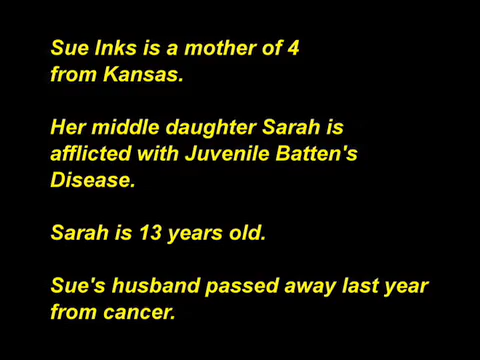 Sue Inks is a mother of 4
from Kansas.
Her middle daughter Sarah is
afflicted with Juvenile Batten's
Disease.
Sarah is 13 years old.
Sue's husband passed away last year
from cancer.